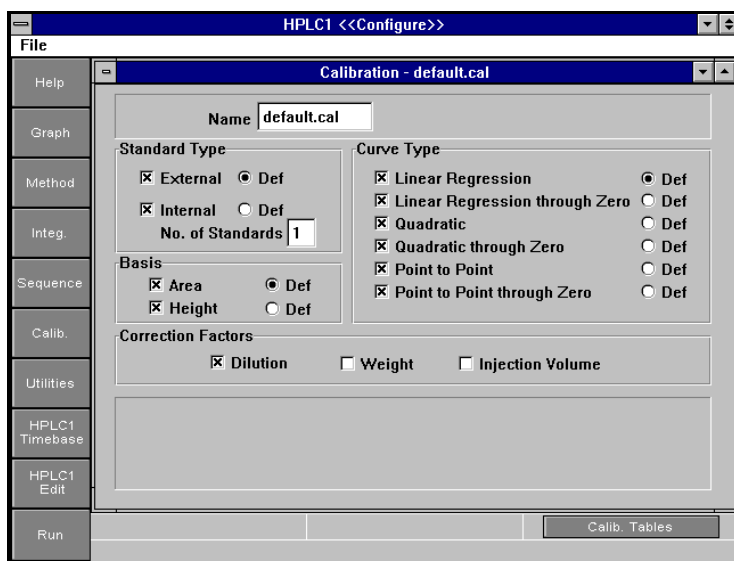 HPLC1 <<Configure>>
File
Help
Graph
Method
Integ.
Sequence
Calib.
Utilities
HPLC1
Timebase
HPLC1
Edit
Run
Calibration - default.cal
Name default.cal
Standard Type
External Def
Internal Def
No. of Standards 1
Basis
Area Def
Height Def
Curve Type
Linear Regression Def
Linear Regression through Zero Def
Quadratic Def
Quadratic through Zero Def
Point to Point Def
Point to Point through Zero Def
Correction Factors
Dilution Weight Injection Volume
Calib. Tables